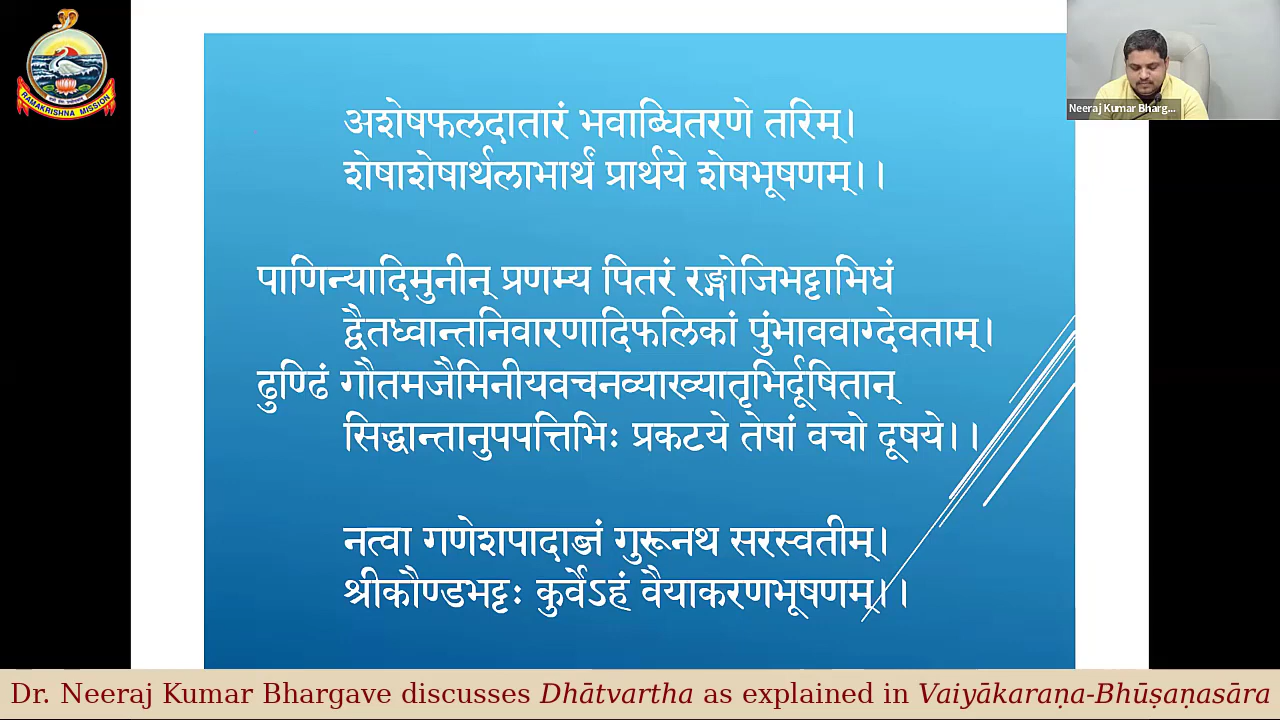 RAMAKRISHNA MISSION
Neeraj Kumar Bharg...
अशेषफलदातारं भवाब्धितरणे तरिम्।
शेषाशेषार्थलाभार्थं प्रार्थये शेषभूषणम्।।
पाणिन्यादिमुनीन् प्रणम्य पितरं रङ्गोजिभट्टाभिधं
द्वैतध्वान्तनिवारणादिफलिकां पुंभाववाग्देवताम्।
ढुण्ढिं गौतमजैमिनीयवचनव्याख्यातृभिर्दूषितान्
सिद्धान्तानुपपत्तिभिः प्रकटये तेषां वचो दूषये।।
नत्वा गणेशपादाब्जं गुरूनथ सरस्वतीम्।
श्रीकौण्डभट्टः कुर्वेऽहं वैयाकरणभूषणम्।।
Dr. Neeraj Kumar Bhargave discusses Dhātvartha as explained in Vaiyākaraṇa-Bhūṣaṇasāra